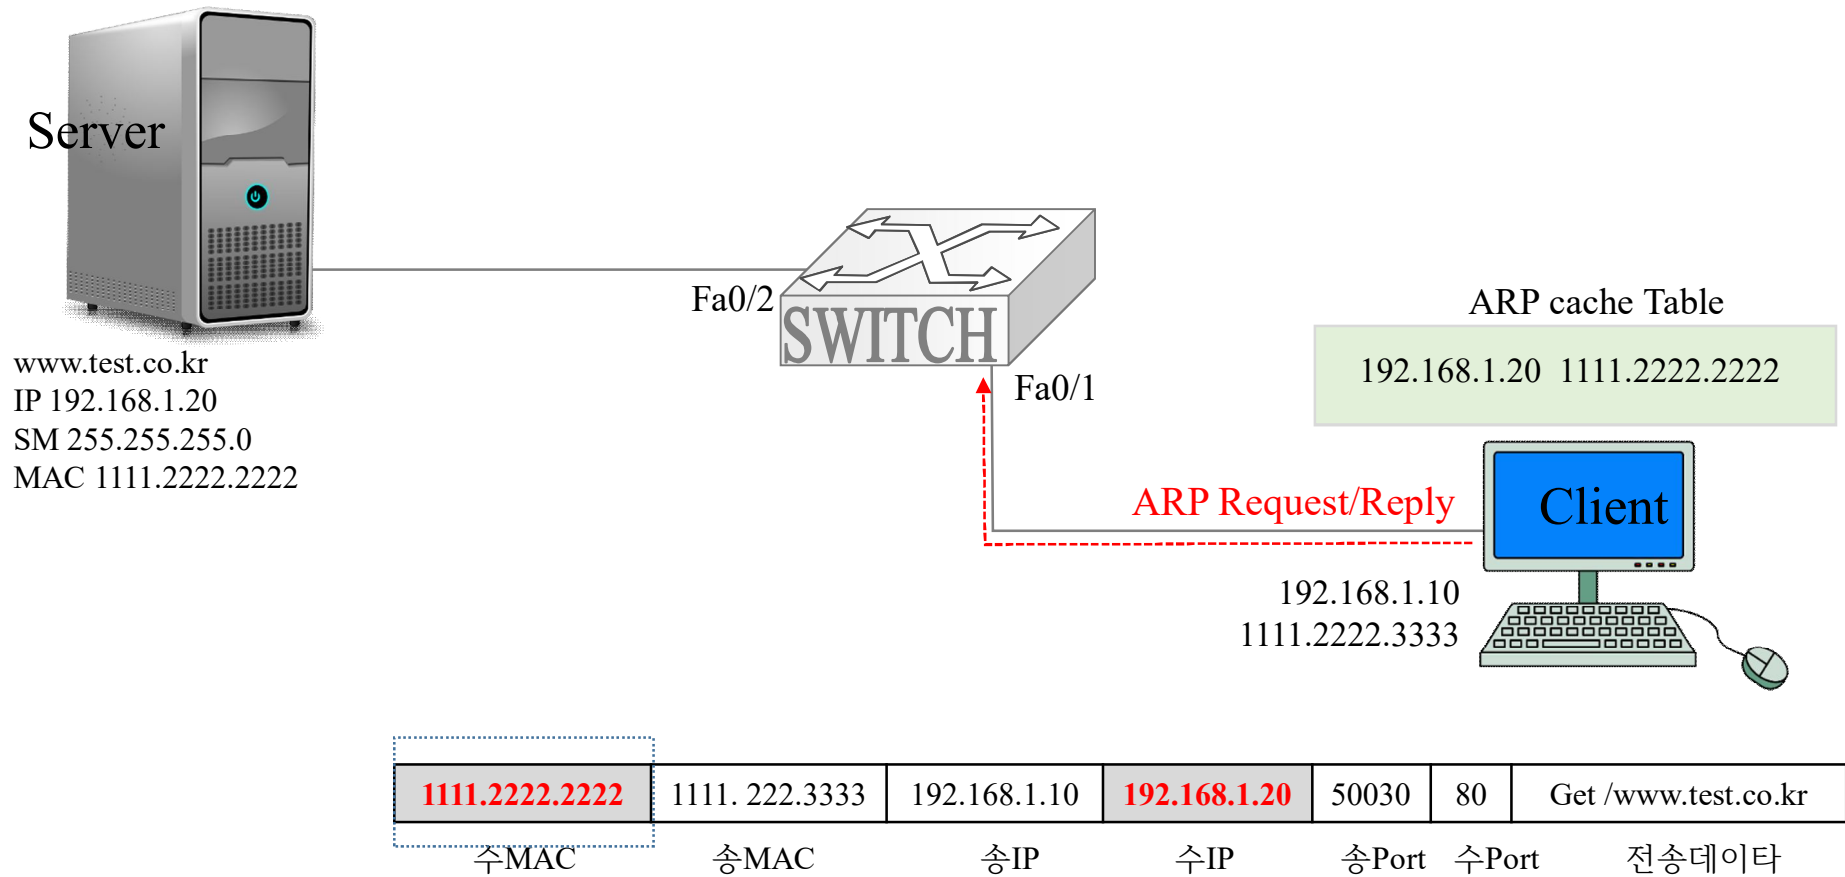 Server
www.test.co.kr
IP 192.168.1.20
SM 255.255.255.0
MAC 1111.2222.2222
Fa0/2
SWITCH
Fa0/1
ARP cache Table
192.168.1.20 1111.2222.2222
ARP Request/Reply
Client
192.168.1.10
1111.2222.3333
1111.2222.2222 1111. 222.3333 192.168.1.10 192.168.1.20 50030 80 Get /www.test.co.kr
수MAC 송MAC 송IP 수IP 송Port 수Port 전송데이타